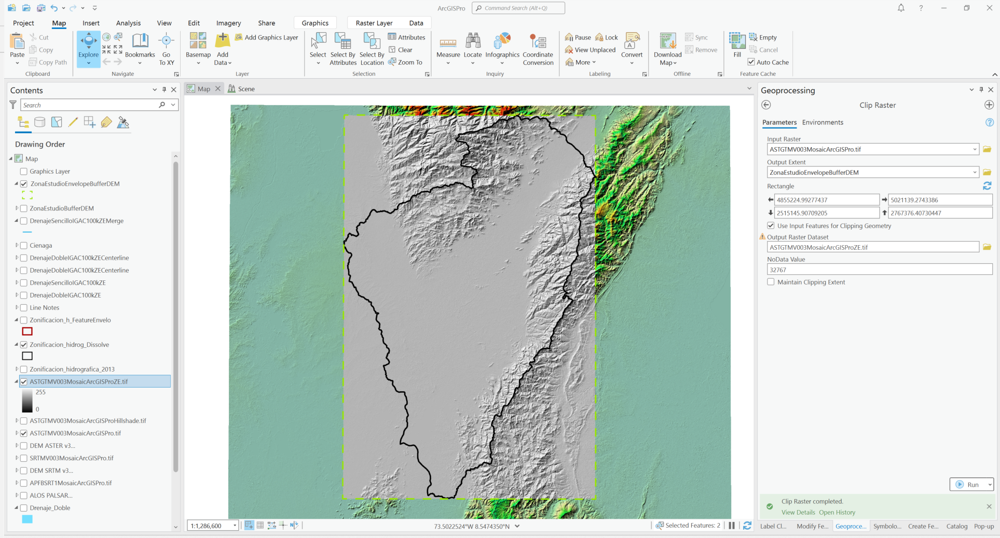 ArcGISPro
Command Search (Alt+Q)
Project Map Insert Analysis View Edit Imagery Share Graphics Raster Layer Data
Paste
Cut
Copy
Copy Path
Clipboard
Explore
Bookmarks
Go
To XY
Navigate
Basemap
Add
Data
Add Graphics Layer
Layer
Select
Select By
Attributes
Select By
Location
Attributes
Clear
Zoom To
Selection
Measure
Locate
Infographics
Coordinate
Conversion
Inquiry
Pause
Lock
View Unplaced
More
Convert
Labeling
Download
Map
Sync
Remove
Offline
Fill
Empty
Cancel
Auto Cache
Feature Cache
Contents
Search
Drawing Order
Map
Graphics Layer
ZonaEstudioEnvelopeBufferDEM
ZonaEstudioBufferDEM
DrenajeSencilloIGAC100kZEMerge
Cienaga
DrenajeDobleIGAC100kZECenterline
DrenajeDobleIGAC100kZECenterline
DrenajeSencilloIGAC100kZE
DrenajeDobleIGAC100kZE
Line Notes
Zonificacion_h_FeatureEnvelo
Zonificacion_hidrog_Dissolve
Zonificacion_hidrografica_2013
ASTGTMV003MosaicArcGISProZE.tif
255
0
ASTGTMV003MosaicArcGISProHillshade.tif
ASTGTMV003MosaicArcGISPro.tif
DEM ASTER v3...
SRTMV003MosaicArcGISPro.tif
DEM SRTM v3...
APFBSRT1MosaicArcGISPro.tif
ALOS PALSAR...
Drenaje_Doble
Map
Scene
1:1,286,600
N
73.5022524°W 8.5474350°N
Selected Features: 2
Geoprocessing
Clip Raster
Parameters Environments
Input Raster
ASTGTMV003MosaicArcGISPro.tif
Output Extent
ZonaEstudioEnvelopeBufferDEM
Rectangle
4855224.99277437
5021139.2743386
2515145.90709205
2767376.40730447
Use Input Features for Clipping Geometry
Output Raster Dataset
ASTGTMV003MosaicArcGISProZE.tif
NoData Value
32767
Maintain Clipping Extent
Run
Clip Raster completed.
View Details Open History
Label Cl... Modify Fe... Geoproce... Symbolo... Create Fe... Catalog Pop-up